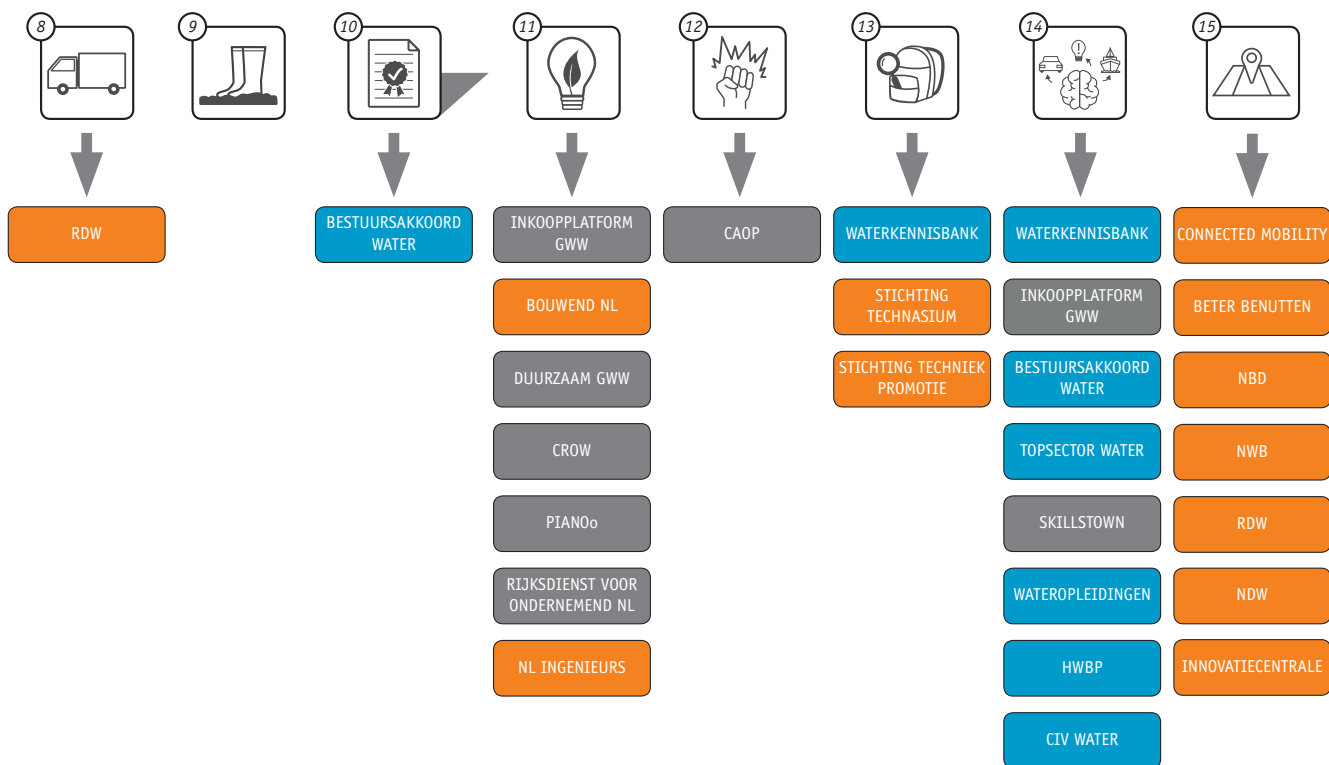 8
9
10
11
12
13
14
15
RDW
BESTUURSAKKOORD
WATER
INKOOPPLATFORM
GWW
BOUWEND NL
DUURZAAM GWW
CROW
PIANOo
RIJKSDIENST VOOR
ONDERNEMEND NL
NL INGENIEURS
CAOP
WATERKENNISBANK
STICHTING
TECHNASIUM
STICHTING TECHNIEK
PROMOTIE
WATERKENNISBANK
INKOOPPLATFORM
GWW
BESTUURSAKKOORD
WATER
TOPSECTOR WATER
SKILLSTOWN
WATEROPLEIDINGEN
HWBP
CIV WATER
CONNECTED MOBILITY
BETER BENUTTEN
NBD
NWB
RDW
NDW
INNOVATIECENTRALE